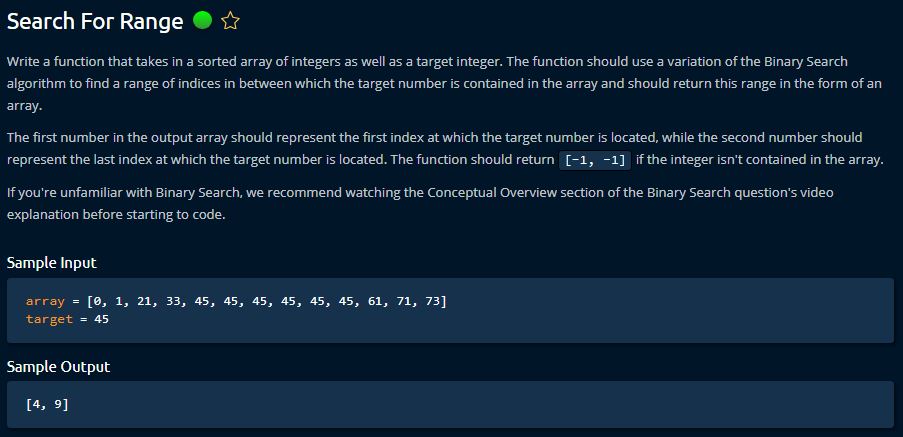 Search For Range
Write a function that takes in a sorted array of integers as well as a target integer. The function should use a variation of the Binary Search
algorithm to find a range of indices in between which the target number is contained in the array and should return this range in the form of an
array.
The first number in the output array should represent the first index at which the target number is located, while the second number should
represent the last index at which the target number is located. The function should return [-1, -1] if the integer isn't contained in the array.
If you're unfamiliar with Binary Search, we recommend watching the Conceptual Overview section of the Binary Search question's video
explanation before starting to code.
Sample Input
array = [0, 1, 21, 33, 45, 45, 45, 45, 45, 45, 61, 71, 73]
target = 45
Sample Output
[4, 9]